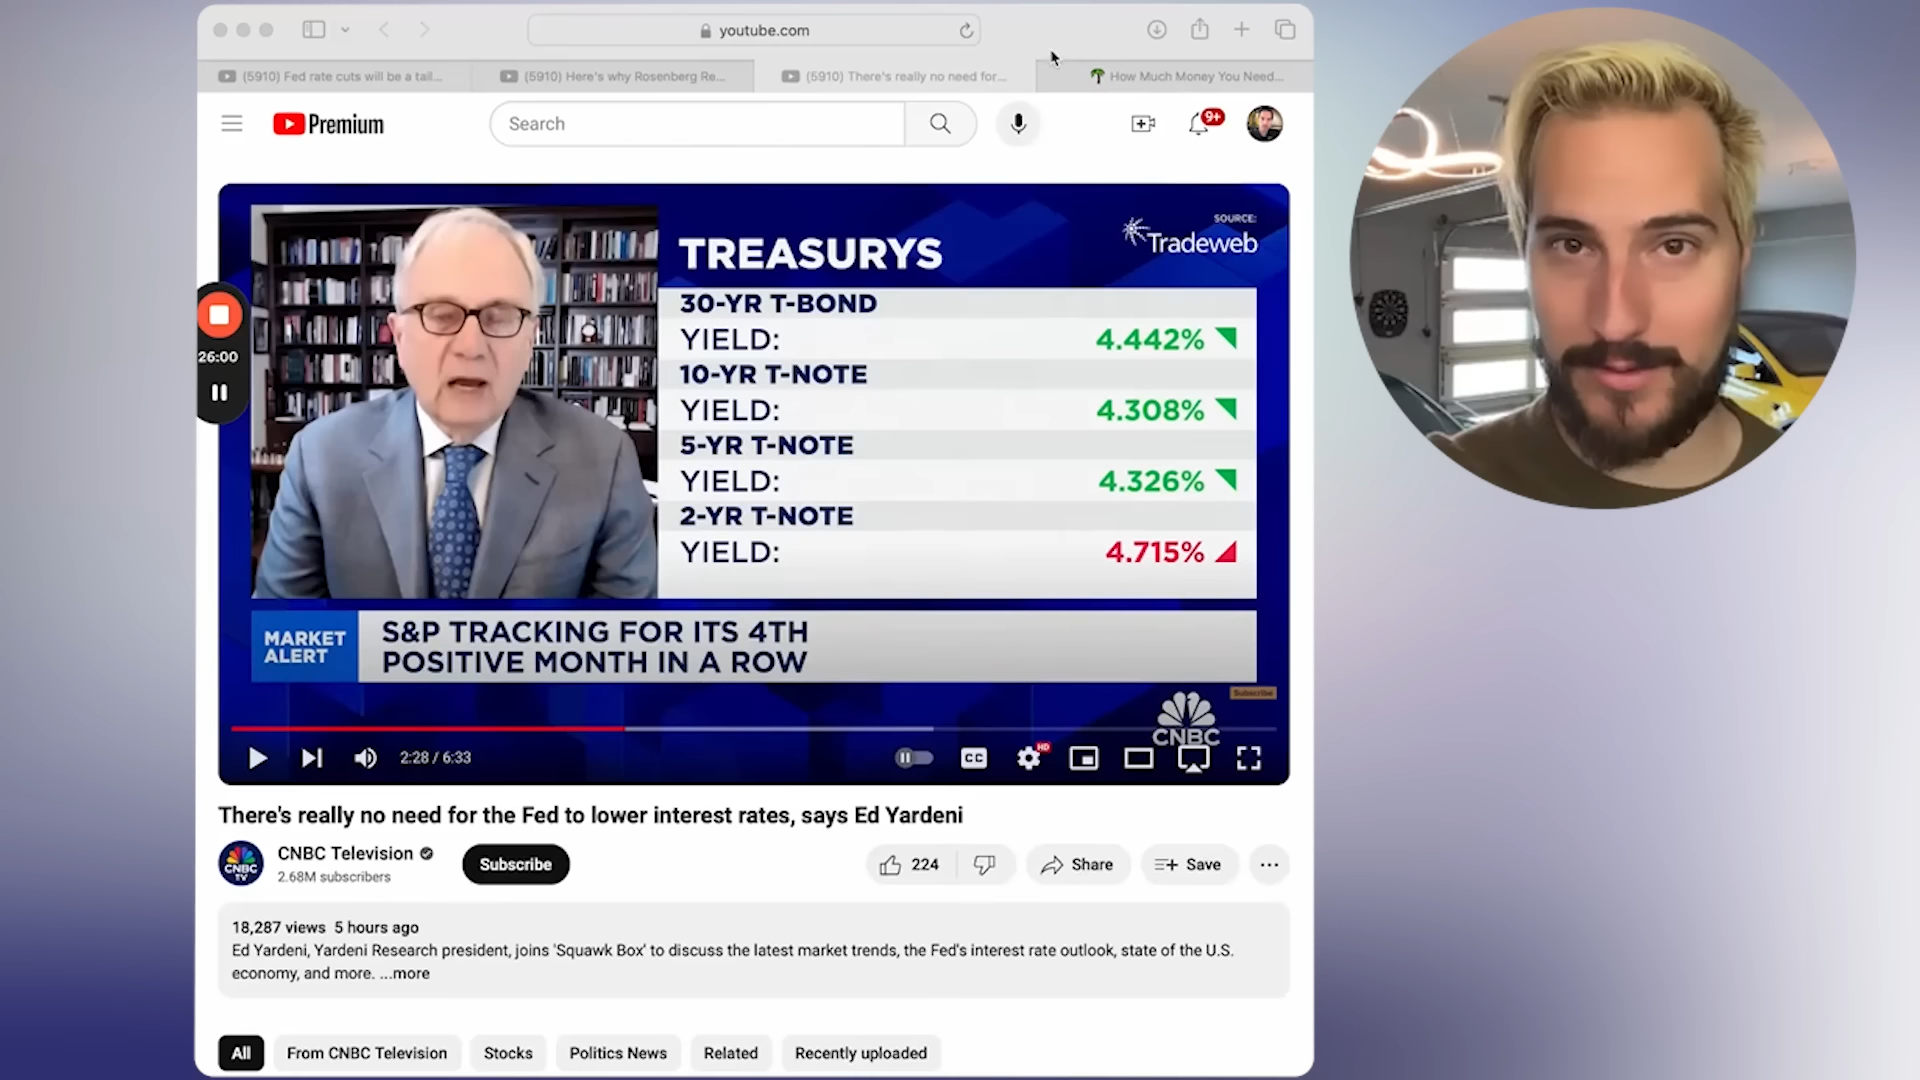 youtube.com
(5910) Fed rate cuts will be a tail...
(5910) Here's why Rosenberg Re...
(5910) There's really no need for...
How Much Money You Need...
Premium
Search
9+
TREASURYS
SOURCE:
Tradeweb
30-YR T-BOND
YIELD: 4.442%
10-YR T-NOTE
YIELD: 4.308%
5-YR T-NOTE
YIELD: 4.326%
2-YR T-NOTE
YIELD: 4.715%
26:00
MARKET
ALERT
S&P TRACKING FOR ITS 4TH
POSITIVE MONTH IN A ROW
Subscribe
CNBC
2:28 / 6:33
CC
HD
There's really no need for the Fed to lower interest rates, says Ed Yardeni
CNBC
TV
CNBC Television
2.68M subscribers
Subscribe
224
Share
Save
18,287 views 5 hours ago
Ed Yardeni, Yardeni Research president, joins 'Squawk Box' to discuss the latest market trends, the Fed's interest rate outlook, state of the U.S.
economy, and more. ...more
All
From CNBC Television
Stocks
Politics News
Related
Recently uploaded